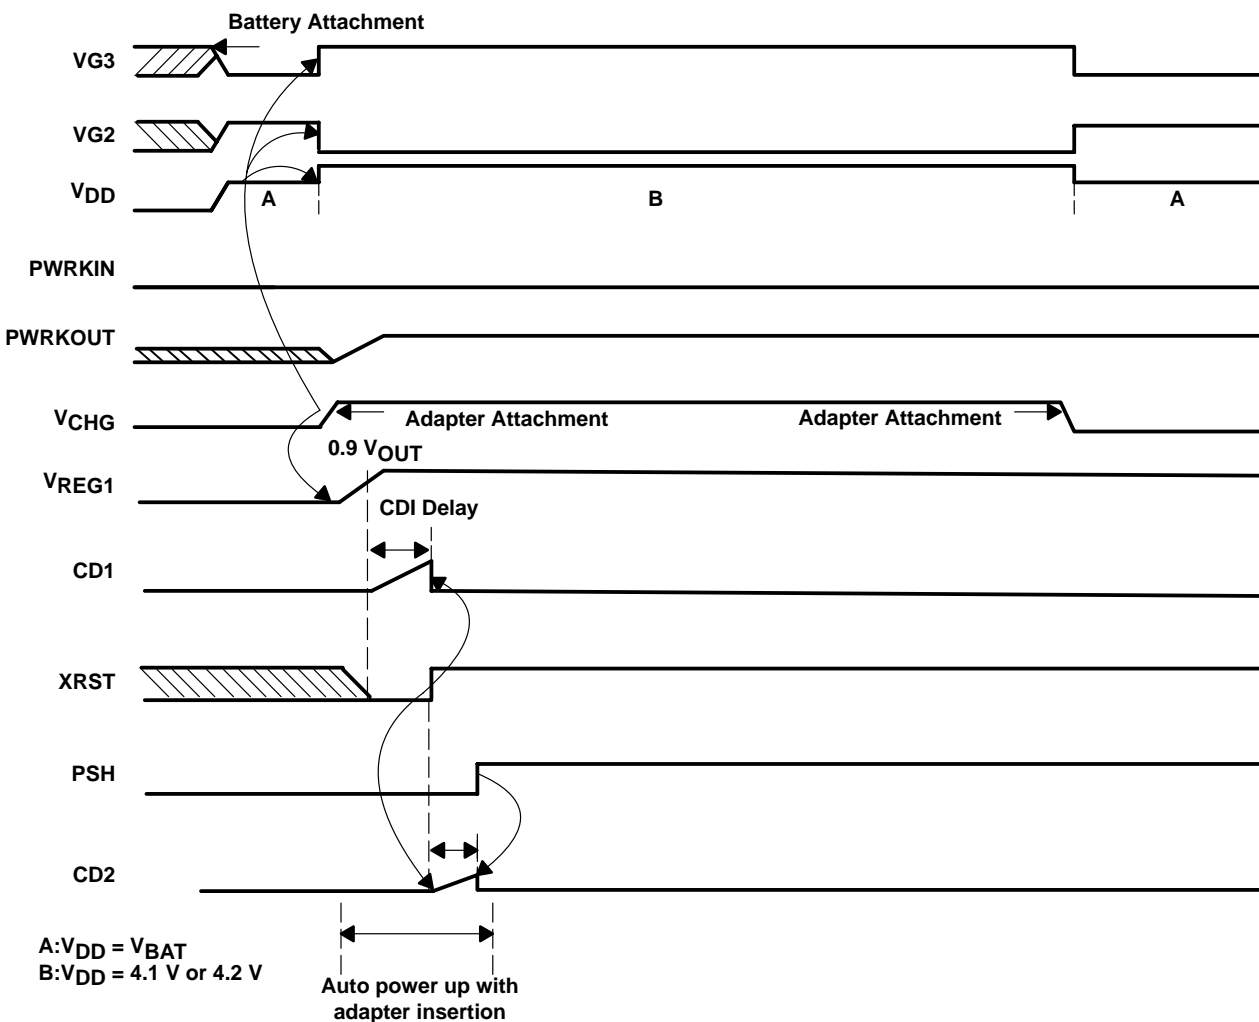 Battery Attachment
VG3
VG2
VDD
A
B
A
PWRKIN
PWRKOUT
VCHG
Adapter Attachment
Adapter Attachment
0.9 VOUT
VREG1
CDI Delay
CD1
XRST
PSH
CD2
A:VDD = VBAT
B:VDD = 4.1 V or 4.2 V
Auto power up with
adapter insertion